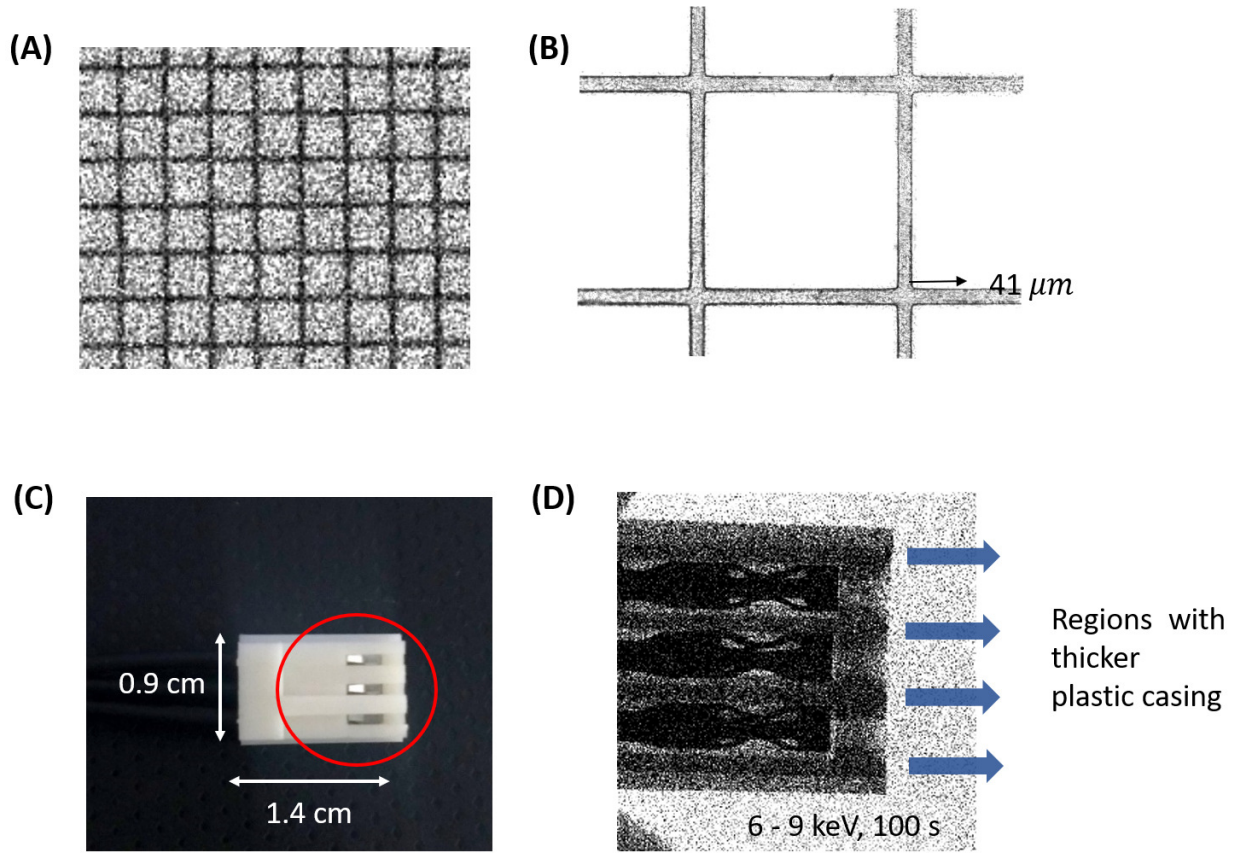 (A)
(B)
41 μm
(C)
0.9 cm
1.4 cm
(D)
6 - 9 keV, 100 s
Regions with
thicker
plastic casing